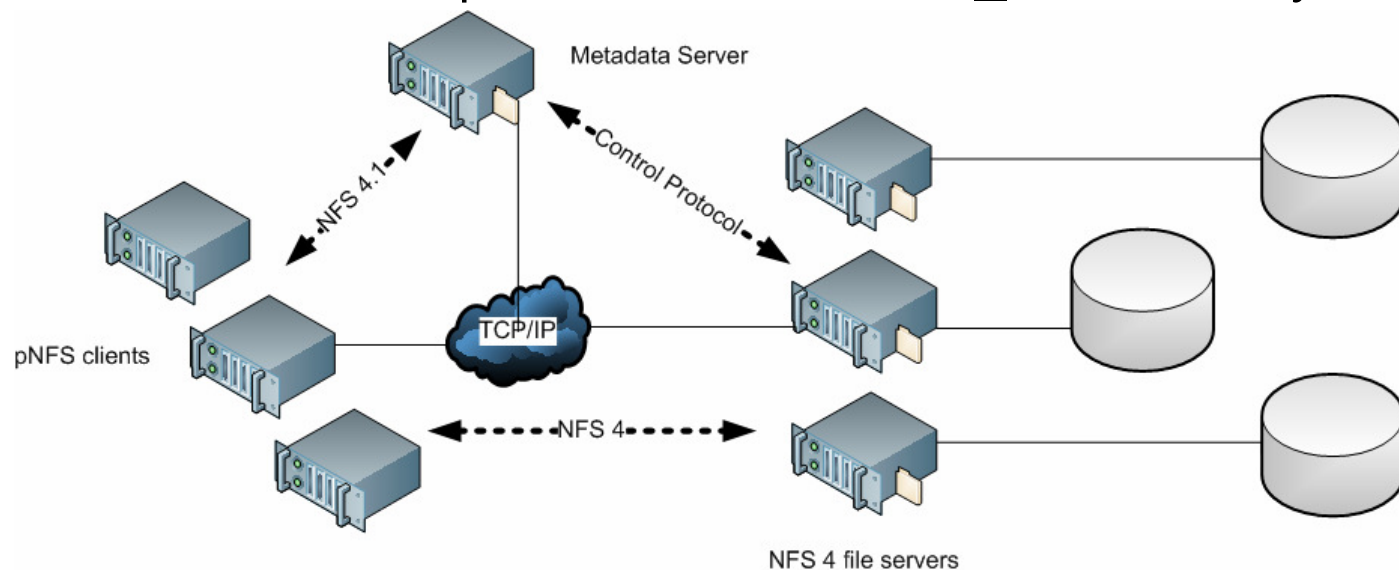 Metadata Server
NFS 4.1
Control Protocol
TCP/IP
pNFS clients
NFS 4
NFS 4 file servers